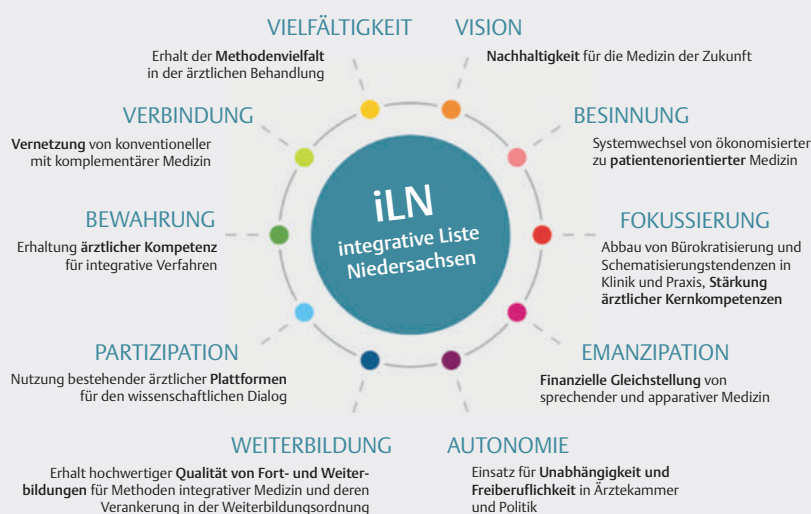 VIELFÄLTIGKEIT
Erhalt der Methodenvielfalt
in der ärztlichen Behandlung
VISION
Nachhaltigkeit für die Medizin der Zukunft
VERBINDUNG
Vernetzung von konventioneller
mit komplementärer Medizin
BESINNUNG
Systemwechsel von ökonomisierter
zu patientenorientierter Medizin
iLN
integrative Liste
Niedersachsen
BEWAHRUNG
Erhaltung ärztlicher Kompetenz
für integrative Verfahren
FOKUSSIERUNG
Abbau von Bürokratisierung und
Schematisierungstendenzen in
Klinik und Praxis, Stärkung
ärztlicher Kernkompetenzen
PARTIZIPATION
Nutzung bestehender ärztlicher Plattformen
für den wissenschaftlichen Dialog
EMANZIPATION
Finanzielle Gleichstellung von
sprechender und apparativer Medizin
WEITERBILDUNG
Erhalt hochwertiger Qualität von Fort- und Weiter-
bildungen für Methoden integrativer Medizin und deren
Verankerung in der Weiterbildungsordnung
AUTONOMIE
Einsatz für Unabhängigkeit und
Freiberuflichkeit in Ärztekammer
und Politik